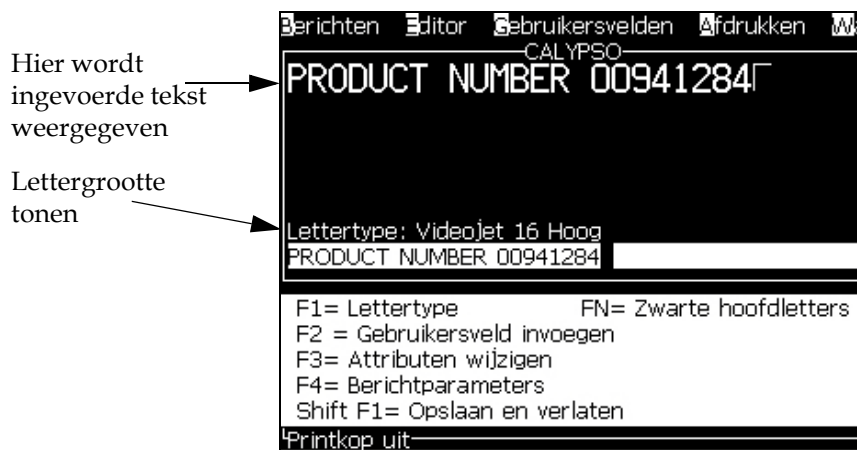 Berichten Editor Gebruikersvelden Afdrukken
CALYPSO
Hier wordt
ingevoerde tekst
weergegeven
PRODUCT NUMBER 00941284
Lettergrootte
tonen
Lettertype: Videojet 16 Hoog
PRODUCT NUMBER 00941284
F1= Lettertype FN= Zwarte hoofdletters
F2 = Gebruikersveld invoegen
F3= Attributen wijzigen
F4= Berichtparameters
Shift F1= Opslaan en verlaten
Printkop uit